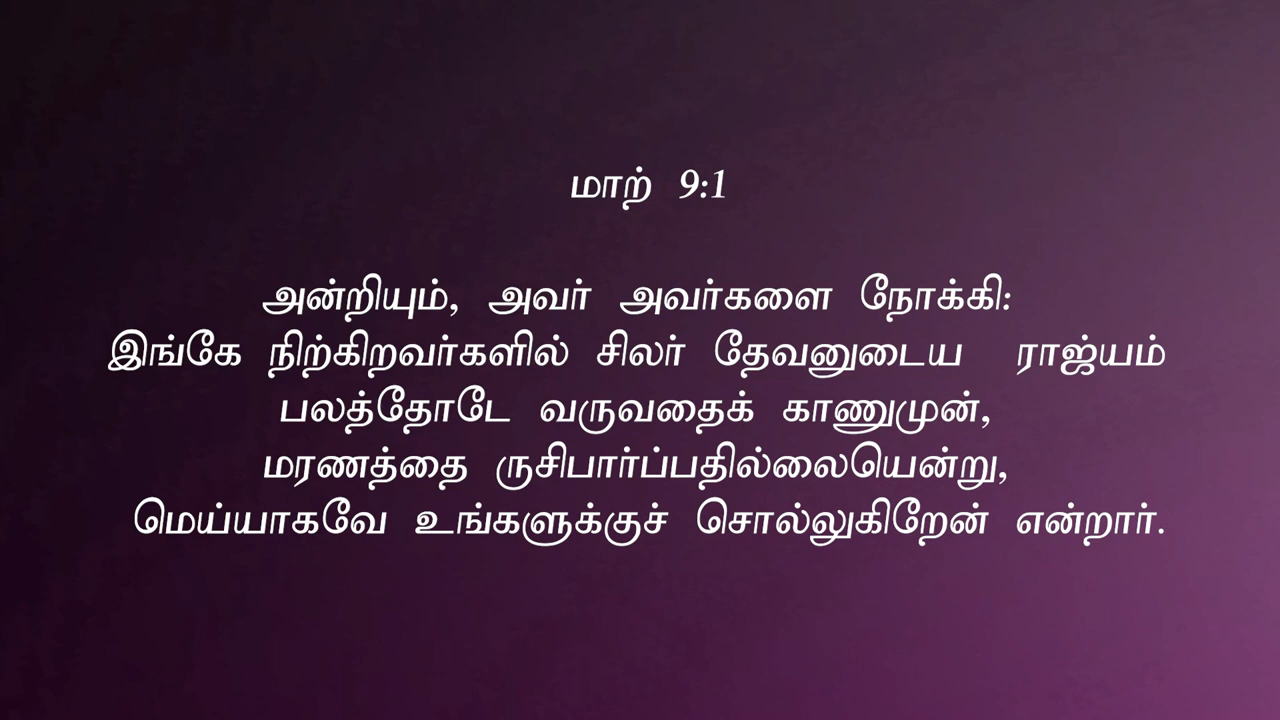 மாற் 9:1
அன்றியும், அவர் அவர்களை நோக்கி:
இங்கே நிற்கிறவர்களில் சிலர் தேவனுடைய ராஜ்யம்
பலத்தோடே வருவதைக் காணுமுன்,
மரணத்தை ருசிபார்ப்பதில்லையென்று,
மெய்யாகவே உங்களுக்குச் சொல்லுகிறேன் என்றார்.